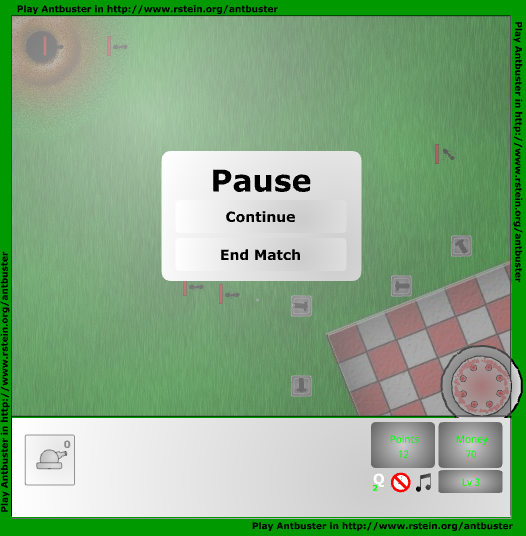 Play Antbuster in http://www.rstein.org/antbuster
Play Antbuster in http://www.rstein.org/antbuster
Pause
Continue
End Match
Play Antbuster in http://www.rstein.org/antbuster
0
Points
12
Money
70
Q
2
Lv 3
Play Antbuster in http://www.rstein.org/antbuster